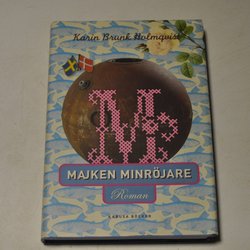 Karin Brunk Holmqvist
M
MAJKEN MINRÖJARE
Roman
KABUSA BÖCKER